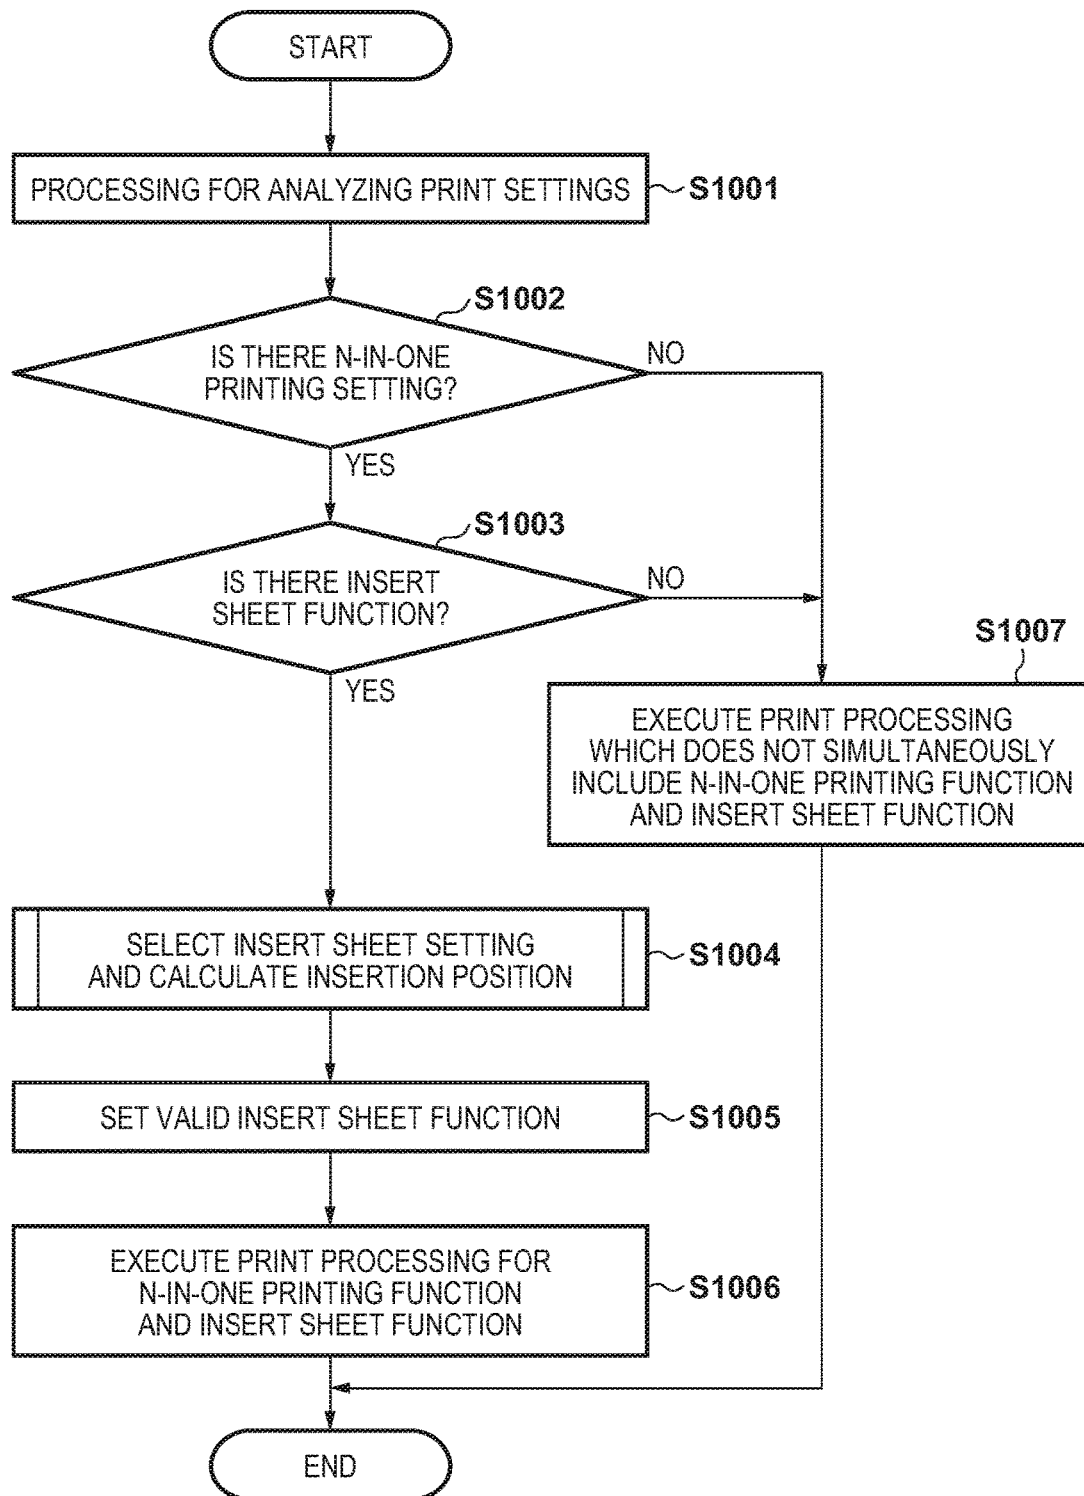 START
PROCESSING FOR ANALYZING PRINT SETTINGS
S1001
S1002
IS THERE N-IN-ONE
PRINTING SETTING?
NO
YES
S1003
IS THERE INSERT
SHEET FUNCTION?
NO
YES
S1007
EXECUTE PRINT PROCESSING
WHICH DOES NOT SIMULTANEOUSLY
INCLUDE N-IN-ONE PRINTING FUNCTION
AND INSERT SHEET FUNCTION
SELECT INSERT SHEET SETTING
AND CALCULATE INSERTION POSITION
S1004
SET VALID INSERT SHEET FUNCTION
S1005
EXECUTE PRINT PROCESSING FOR
N-IN-ONE PRINTING FUNCTION
AND INSERT SHEET FUNCTION
S1006
END